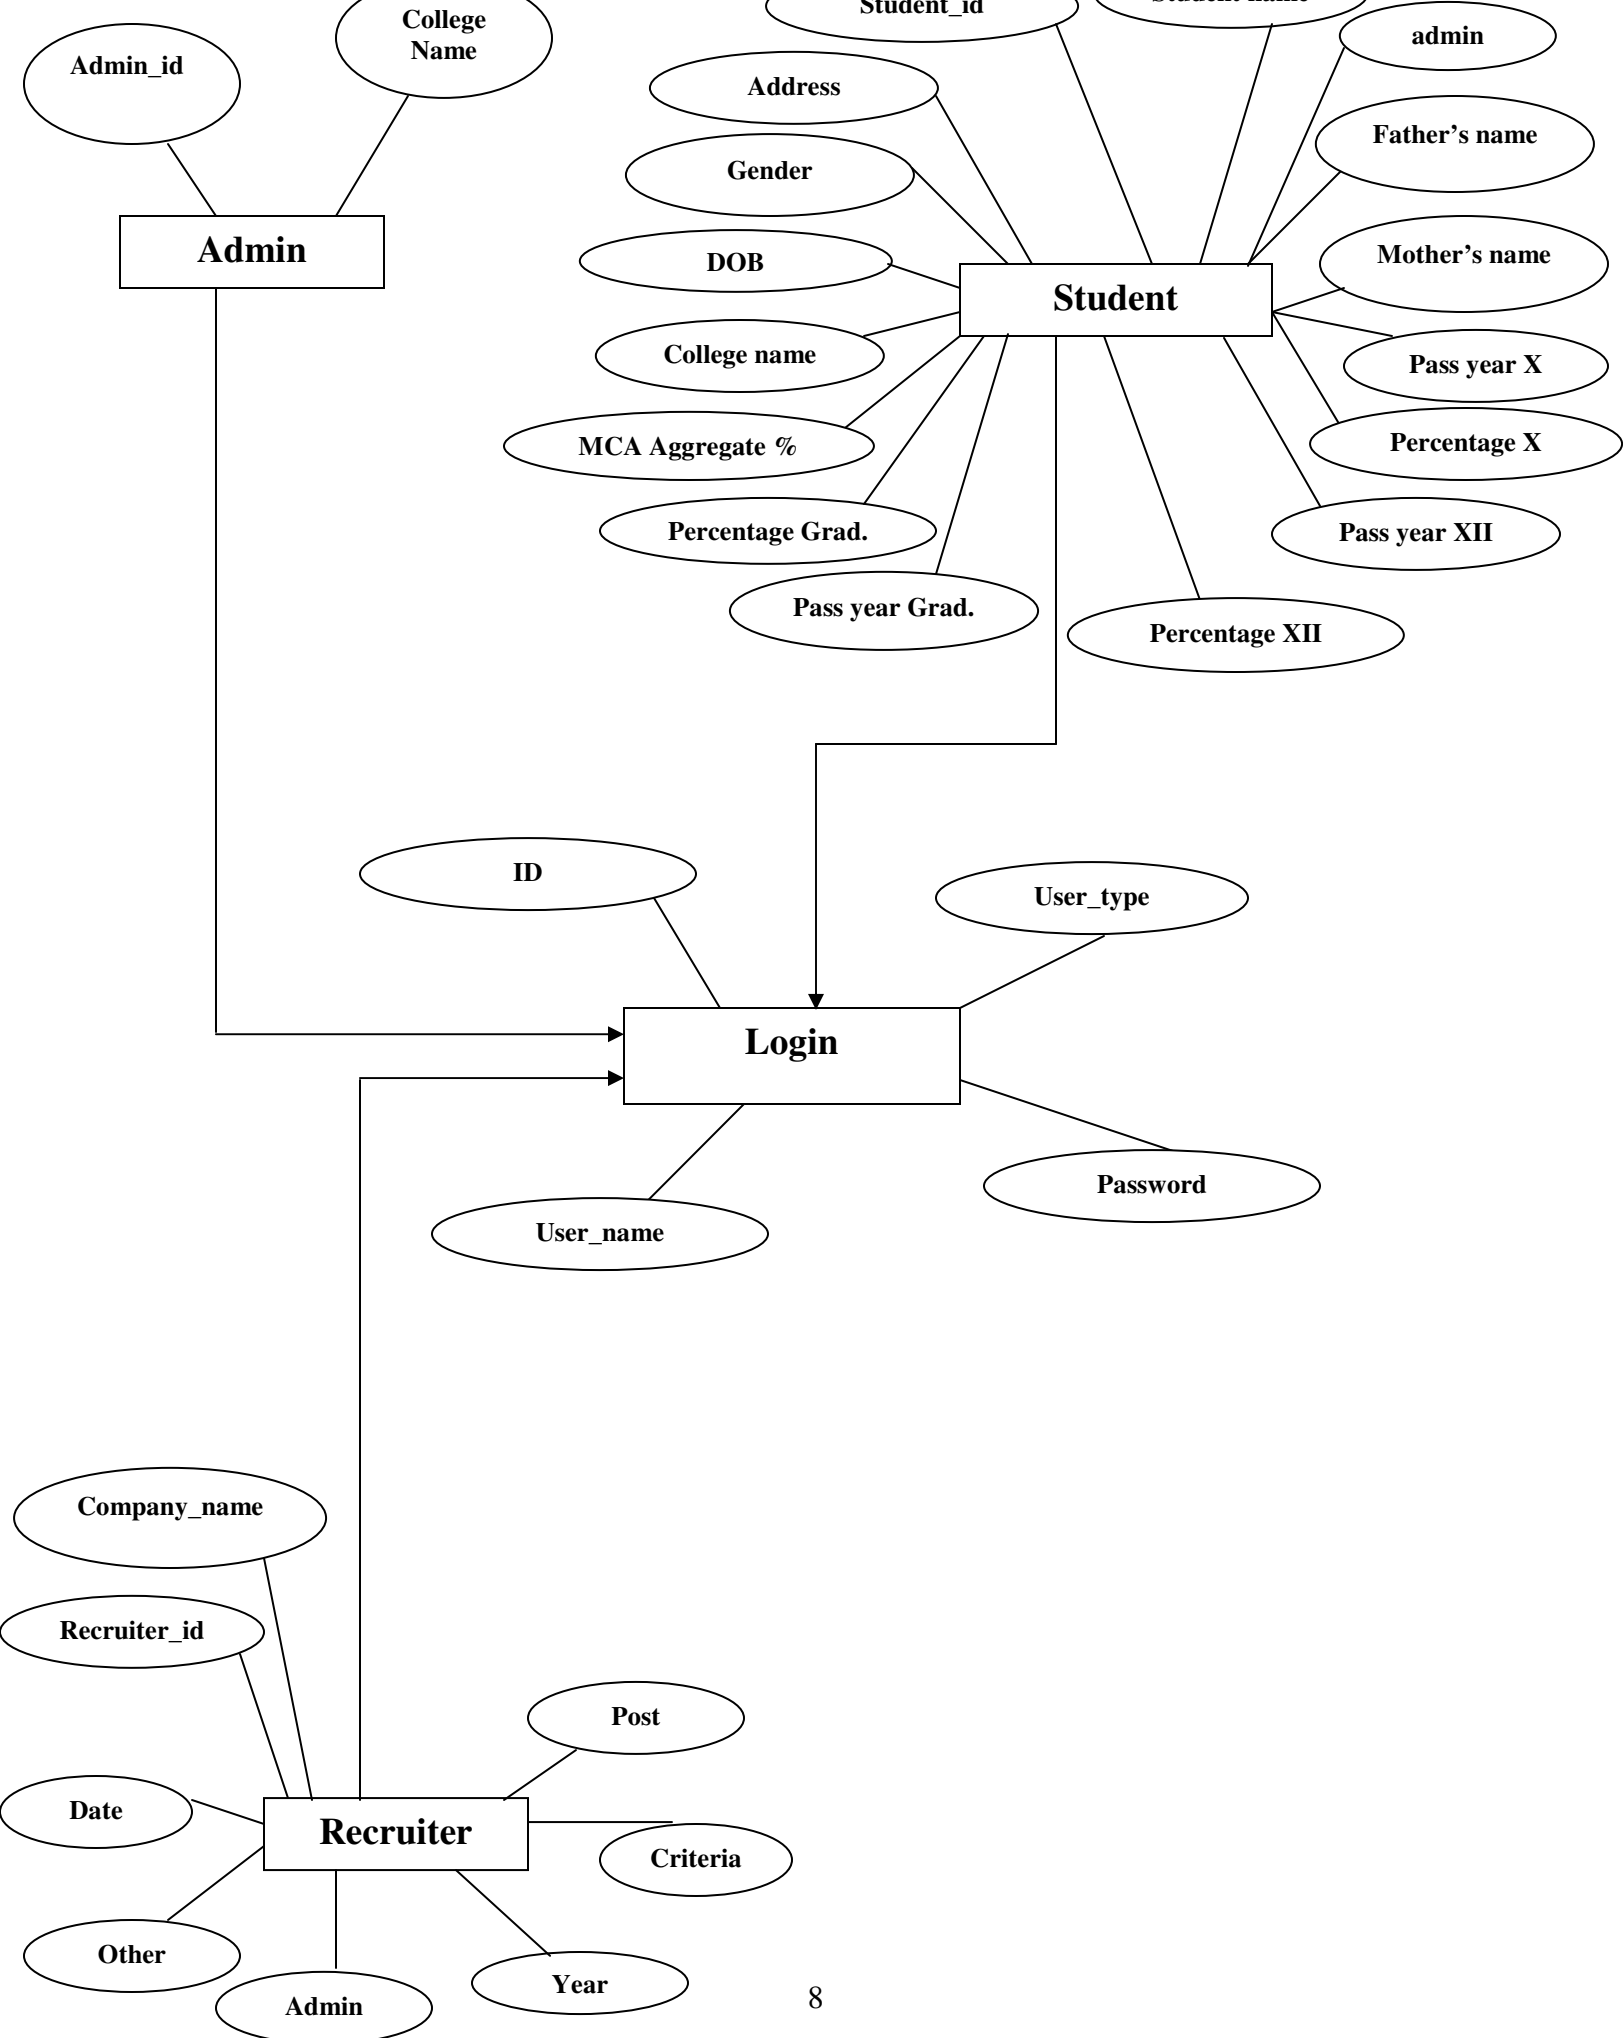 College
Name
Student_id
Student name
admin
Admin_id
Address
Father’s name
Gender
Admin
Mother’s name
DOB
Student
College name
Pass year X
MCA Aggregate %
Percentage X
Percentage Grad.
Pass year XII
Pass year Grad.
Percentage XII
ID
User_type
Login
Password
User_name
Company_name
Recruiter_id
Post
Date
Recruiter
Criteria
Other
Year
Admin
8